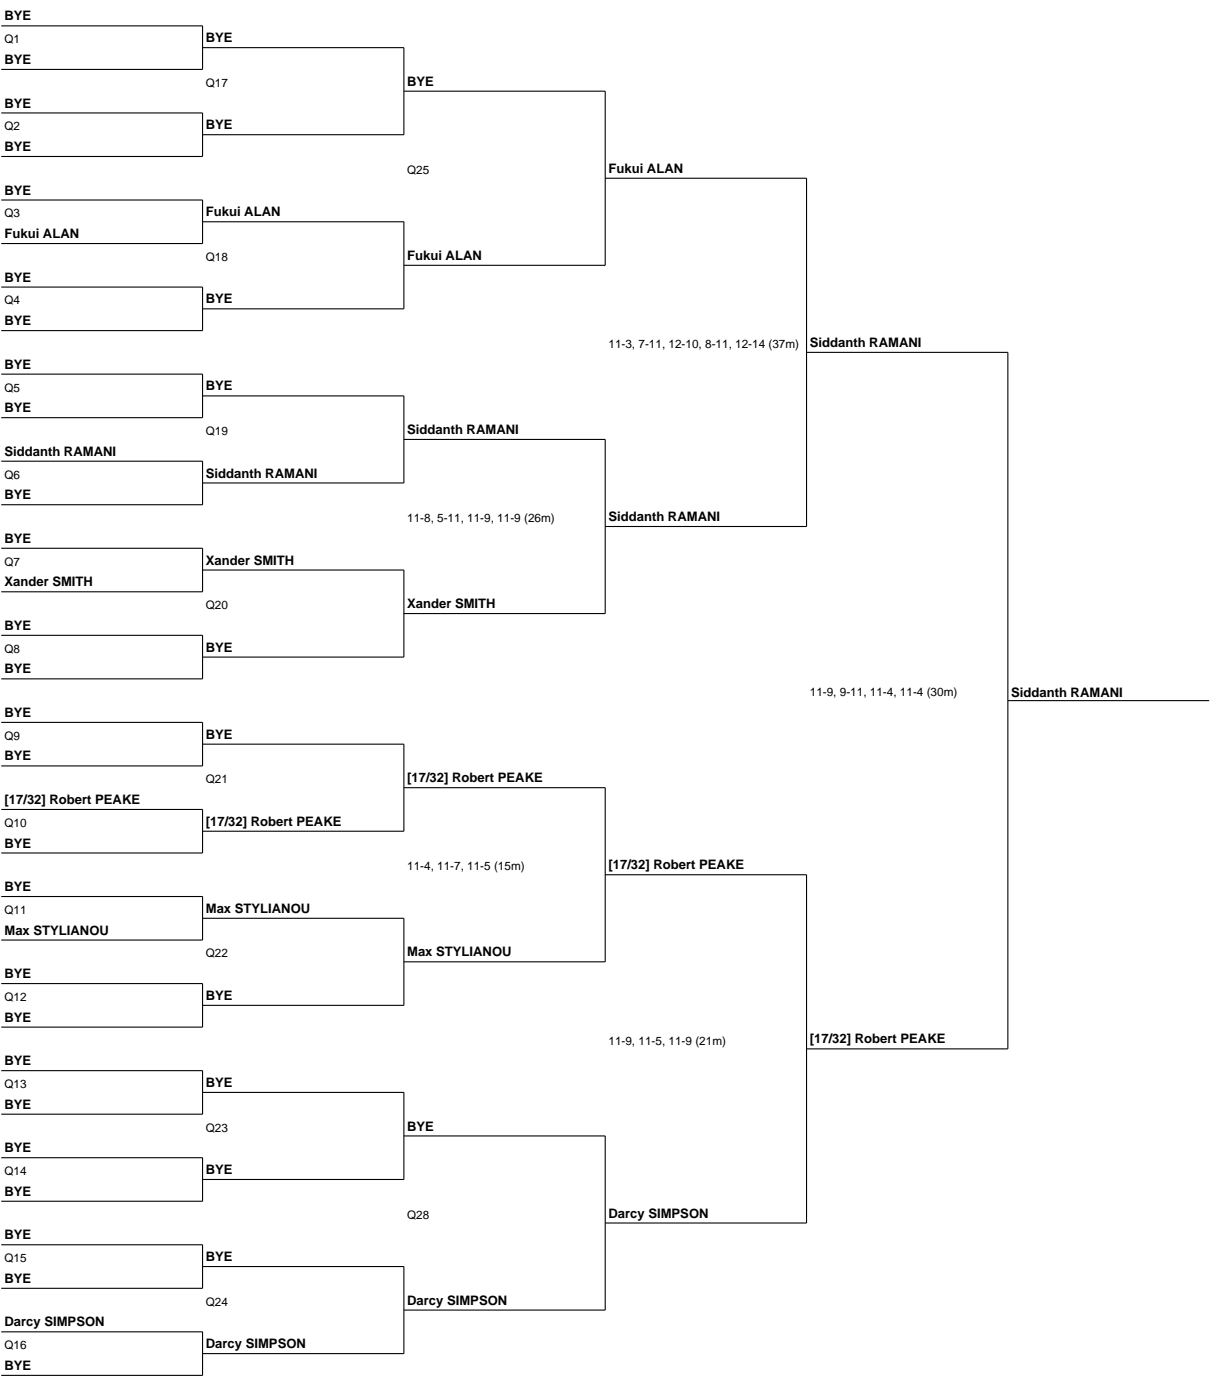 BYE
Q1
BYE
BYE
Q17
BYE
BYE
Q2
BYE
BYE
Q25
Fukui ALAN
BYE
Q3
Fukui ALAN
Fukui ALAN
Q18
Fukui ALAN
BYE
Q4
BYE
BYE
11-3, 7-11, 12-10, 8-11, 12-14 (37m)
Siddanth RAMANI
BYE
Q5
BYE
BYE
Q19
Siddanth RAMANI
Siddanth RAMANI
Q6
Siddanth RAMANI
BYE
11-8, 5-11, 11-9, 11-9 (26m)
Siddanth RAMANI
BYE
Q7
Xander SMITH
Xander SMITH
Q20
Xander SMITH
BYE
Q8
BYE
BYE
11-9, 9-11, 11-4, 11-4 (30m)
Siddanth RAMANI
BYE
Q9
BYE
BYE
Q21
[17/32] Robert PEAKE
[17/32] Robert PEAKE
Q10
[17/32] Robert PEAKE
BYE
11-4, 11-7, 11-5 (15m)
[17/32] Robert PEAKE
BYE
Q11
Max STYLIANOU
Max STYLIANOU
Q22
Max STYLIANOU
BYE
Q12
BYE
BYE
11-9, 11-5, 11-9 (21m)
[17/32] Robert PEAKE
BYE
Q13
BYE
BYE
Q23
BYE
BYE
Q14
BYE
BYE
Q28
Darcy SIMPSON
BYE
Q15
BYE
BYE
Q24
Darcy SIMPSON
Darcy SIMPSON
Q16
Darcy SIMPSON
BYE